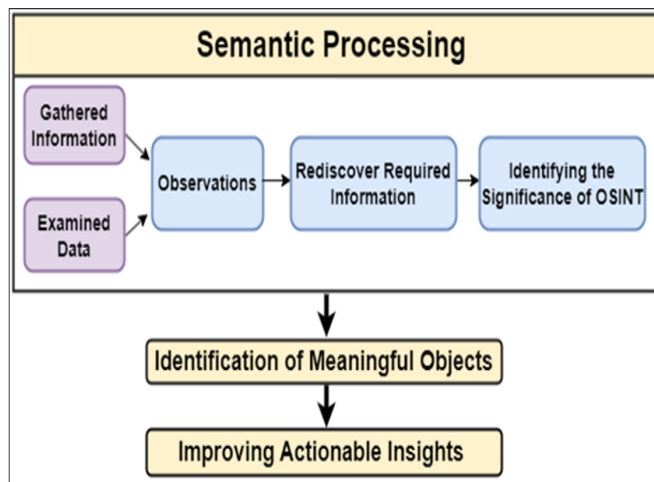 Semantic Processing
Gathered
Information
Examined
Data
Observations
Rediscover Required
Information
Identifying the
Significance of OSINT
Identification of Meaningful Objects
Improving Actionable Insights